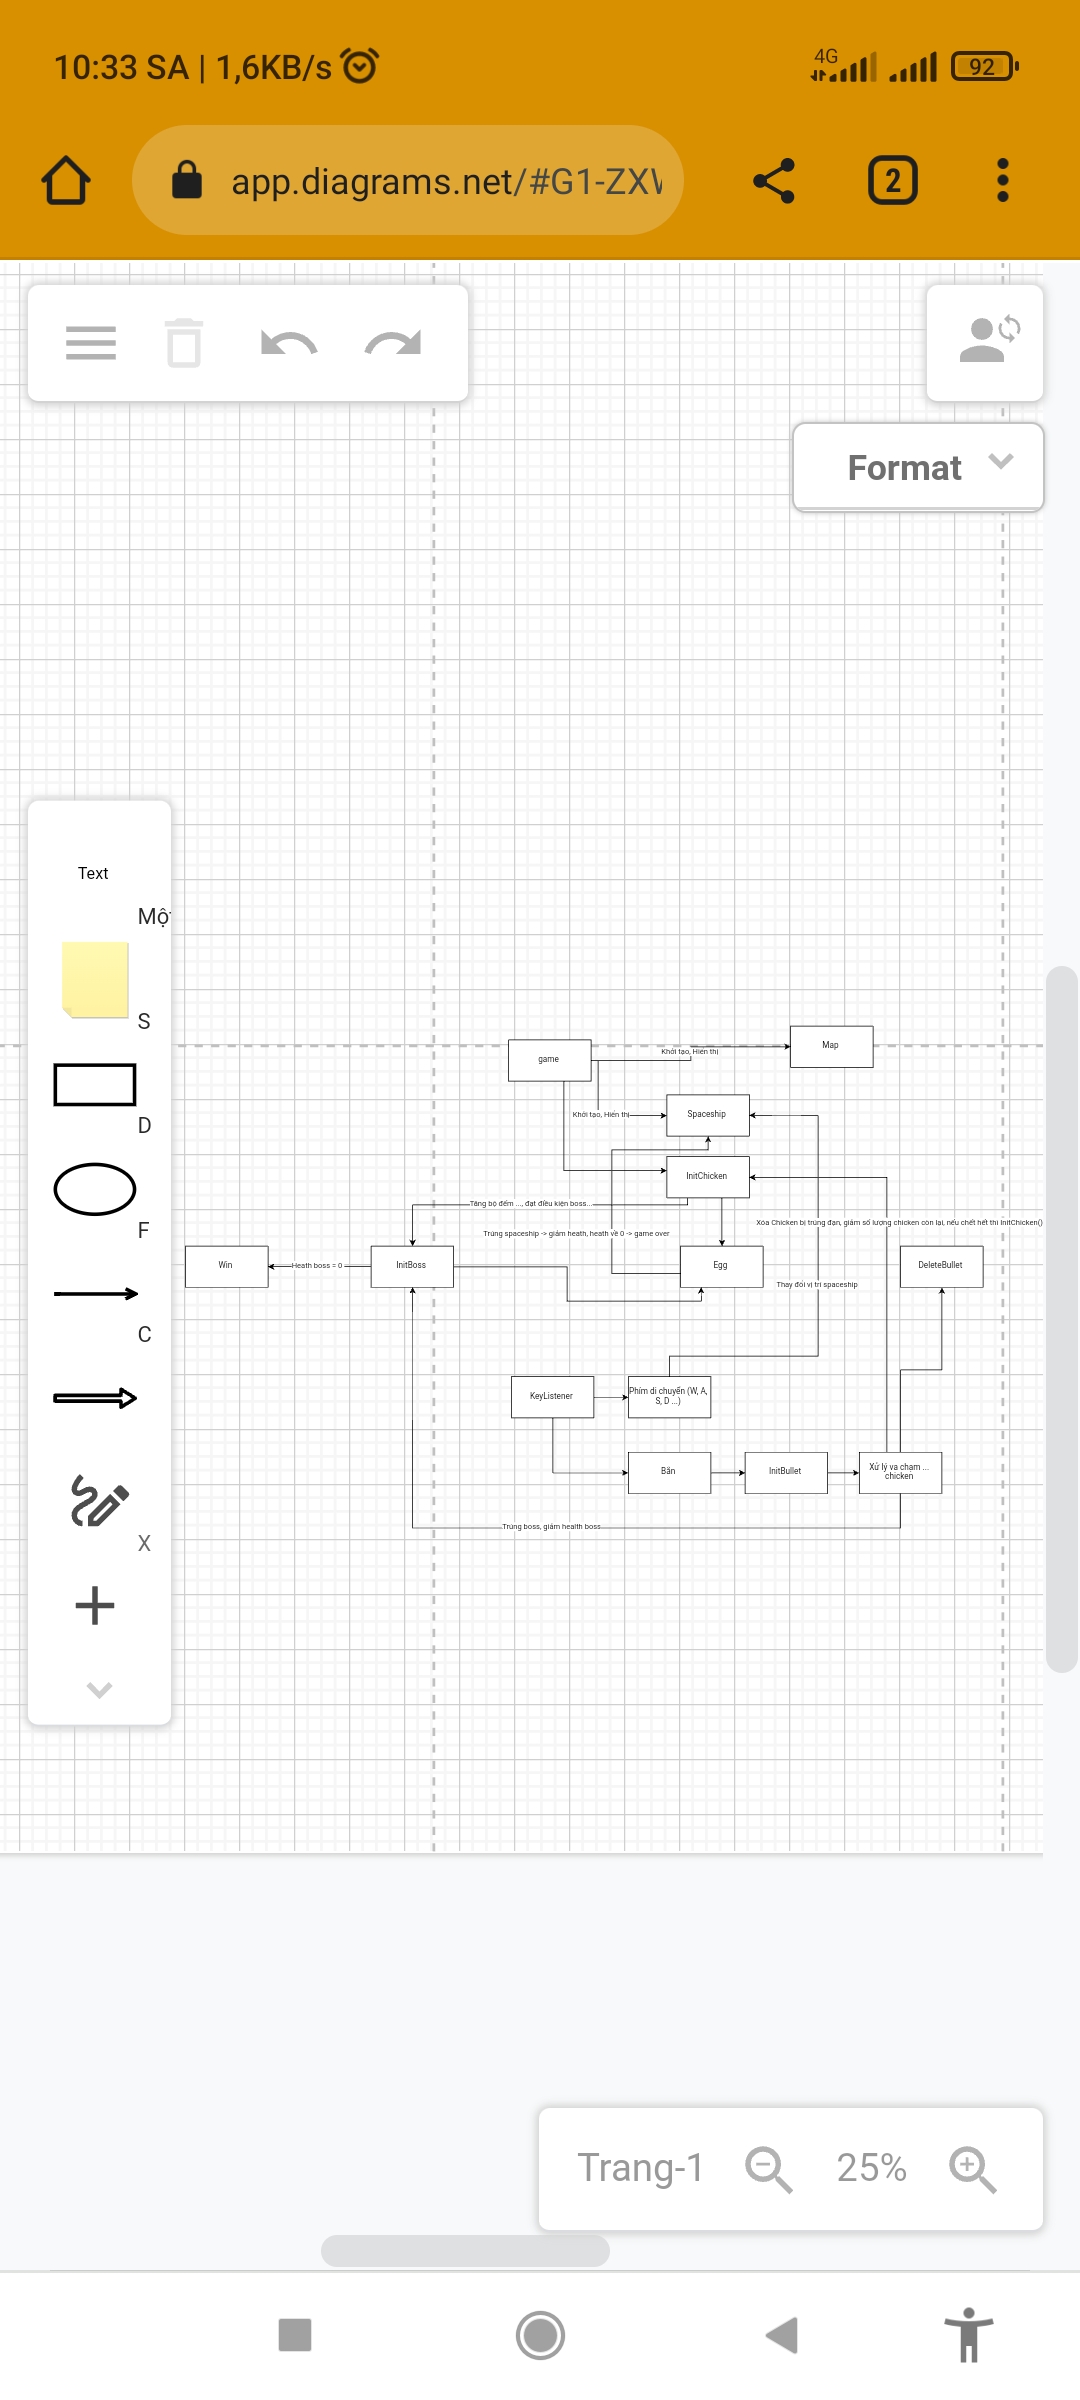 10:33 SA | 1,6KB/s
4G
92
app.diagrams.net/#G1-ZX
2
Format
Text
Mộ
S
D
F
C
X
game
Khởi tạo, Hiển thị
Map
Khởi tạo, Hiển thị
Spaceship
InitChicken
Tăng bộ đếm ..., đạt điều kiện boss...
Xóa Chicken bị trúng đạn, giảm số lượng chicken còn lại, nếu chết hết thì InitChicken()
Trúng spaceship -> giảm heath, heath về 0 -> game over
Win
Heath boss = 0
InitBoss
Egg
DeleteBullet
Thay đổi vị trí spaceship
KeyListener
Phím di chuyển (W, A,
S, D ...)
Bắn
InitBullet
Xử lý va chạm ...
chicken
Trúng boss, giảm health boss
Trang-1
25%